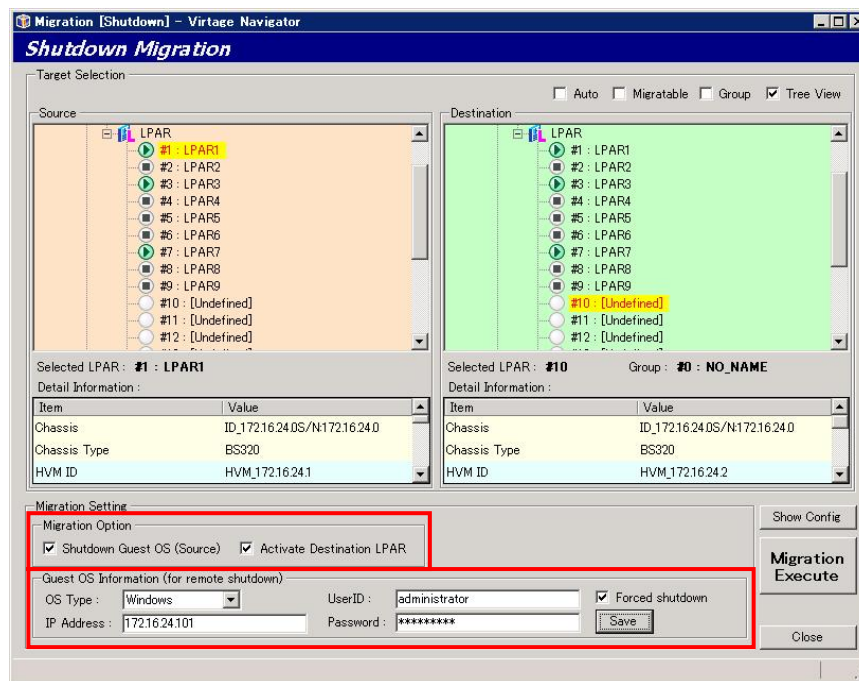 Migration [Shutdown] - Virtage Navigator
Shutdown Migration
Target Selection
Auto Migratable Group Tree View
Source
LPAR
#1 : LPAR1
#2 : LPAR2
#3 : LPAR3
#4 : LPAR4
#5 : LPAR5
#6 : LPAR6
#7 : LPAR7
#8 : LPAR8
#9 : LPAR9
#10 : [Undefined]
#11 : [Undefined]
#12 : [Undefined]
Selected LPAR : #1 : LPAR1
Detail Information :
Item Value
Chassis ID_172.16.24.0S/N:172.16.24.0
Chassis Type BS320
HVM ID HVM_172.16.24.1
Destination
LPAR
#1 : LPAR1
#2 : LPAR2
#3 : LPAR3
#4 : LPAR4
#5 : LPAR5
#6 : LPAR6
#7 : LPAR7
#8 : LPAR8
#9 : LPAR9
#10 : [Undefined]
#11 : [Undefined]
#12 : [Undefined]
Selected LPAR : #10 Group : #0 : NO_NAME
Detail Information :
Item Value
Chassis ID_172.16.24.0S/N:172.16.24.0
Chassis Type BS320
HVM ID HVM_172.16.24.2
Migration Setting
Migration Option
Shutdown Guest OS (Source) Activate Destination LPAR
Guest OS Information (for remote shutdown)
OS Type : Windows UserID : administrator Forced shutdown
IP Address : 172.16.24.101 Password : ********* Save
Show Config
Migration
Execute
Close